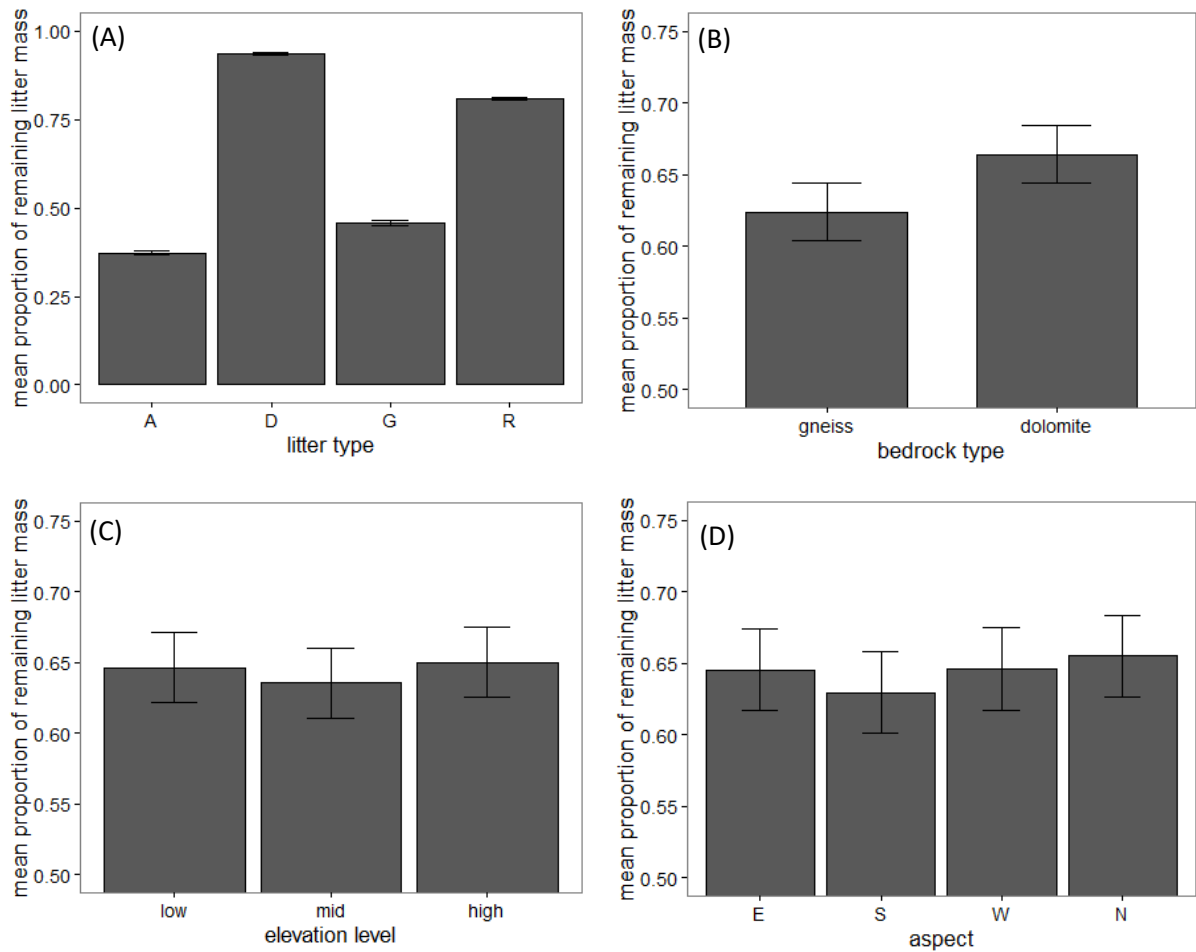 (A)
mean proportion of remaining litter mass
1.00
0.75
0.50
0.25
0.00
A D G R
litter type
(B)
mean proportion of remaining litter mass
0.75
0.70
0.65
0.60
0.55
0.50
gneiss dolomite
bedrock type
(C)
mean proportion of remaining litter mass
0.75
0.70
0.65
0.60
0.55
0.50
low mid high
elevation level
(D)
mean proportion of remaining litter mass
0.75
0.70
0.65
0.60
0.55
0.50
E S W N
aspect